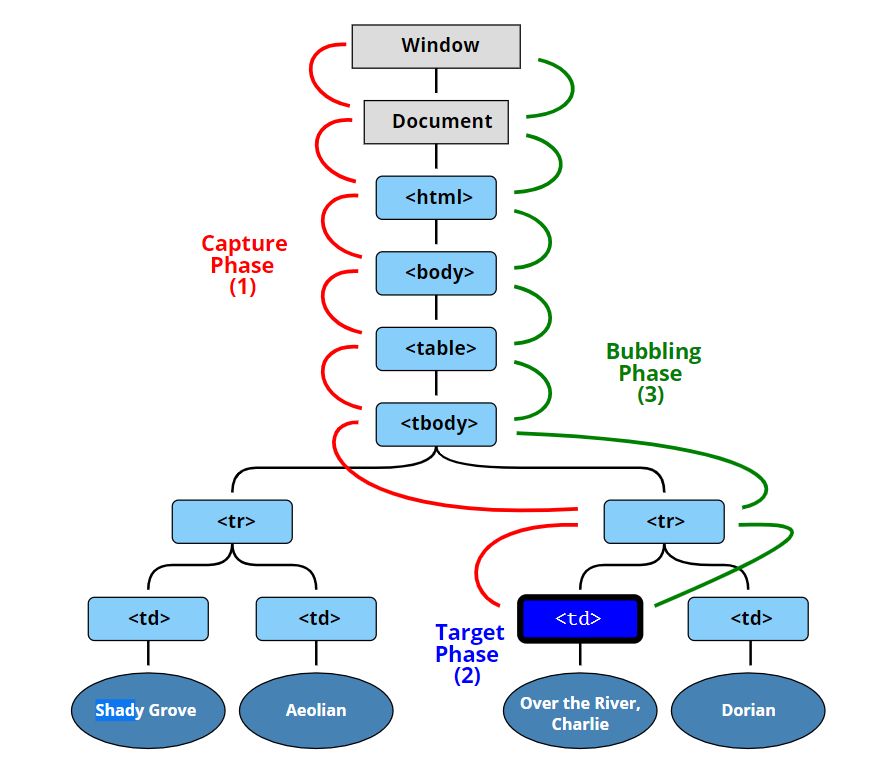 Window
Document
<html>
<body>
<table>
<tbody>
Capture
Phase
(1)
Bubbling
Phase
(3)
<tr>
<tr>
<td>
<td>
<td>
<td>
Target
Phase
(2)
Shady Grove
Aeolian
Over the River,
Charlie
Dorian